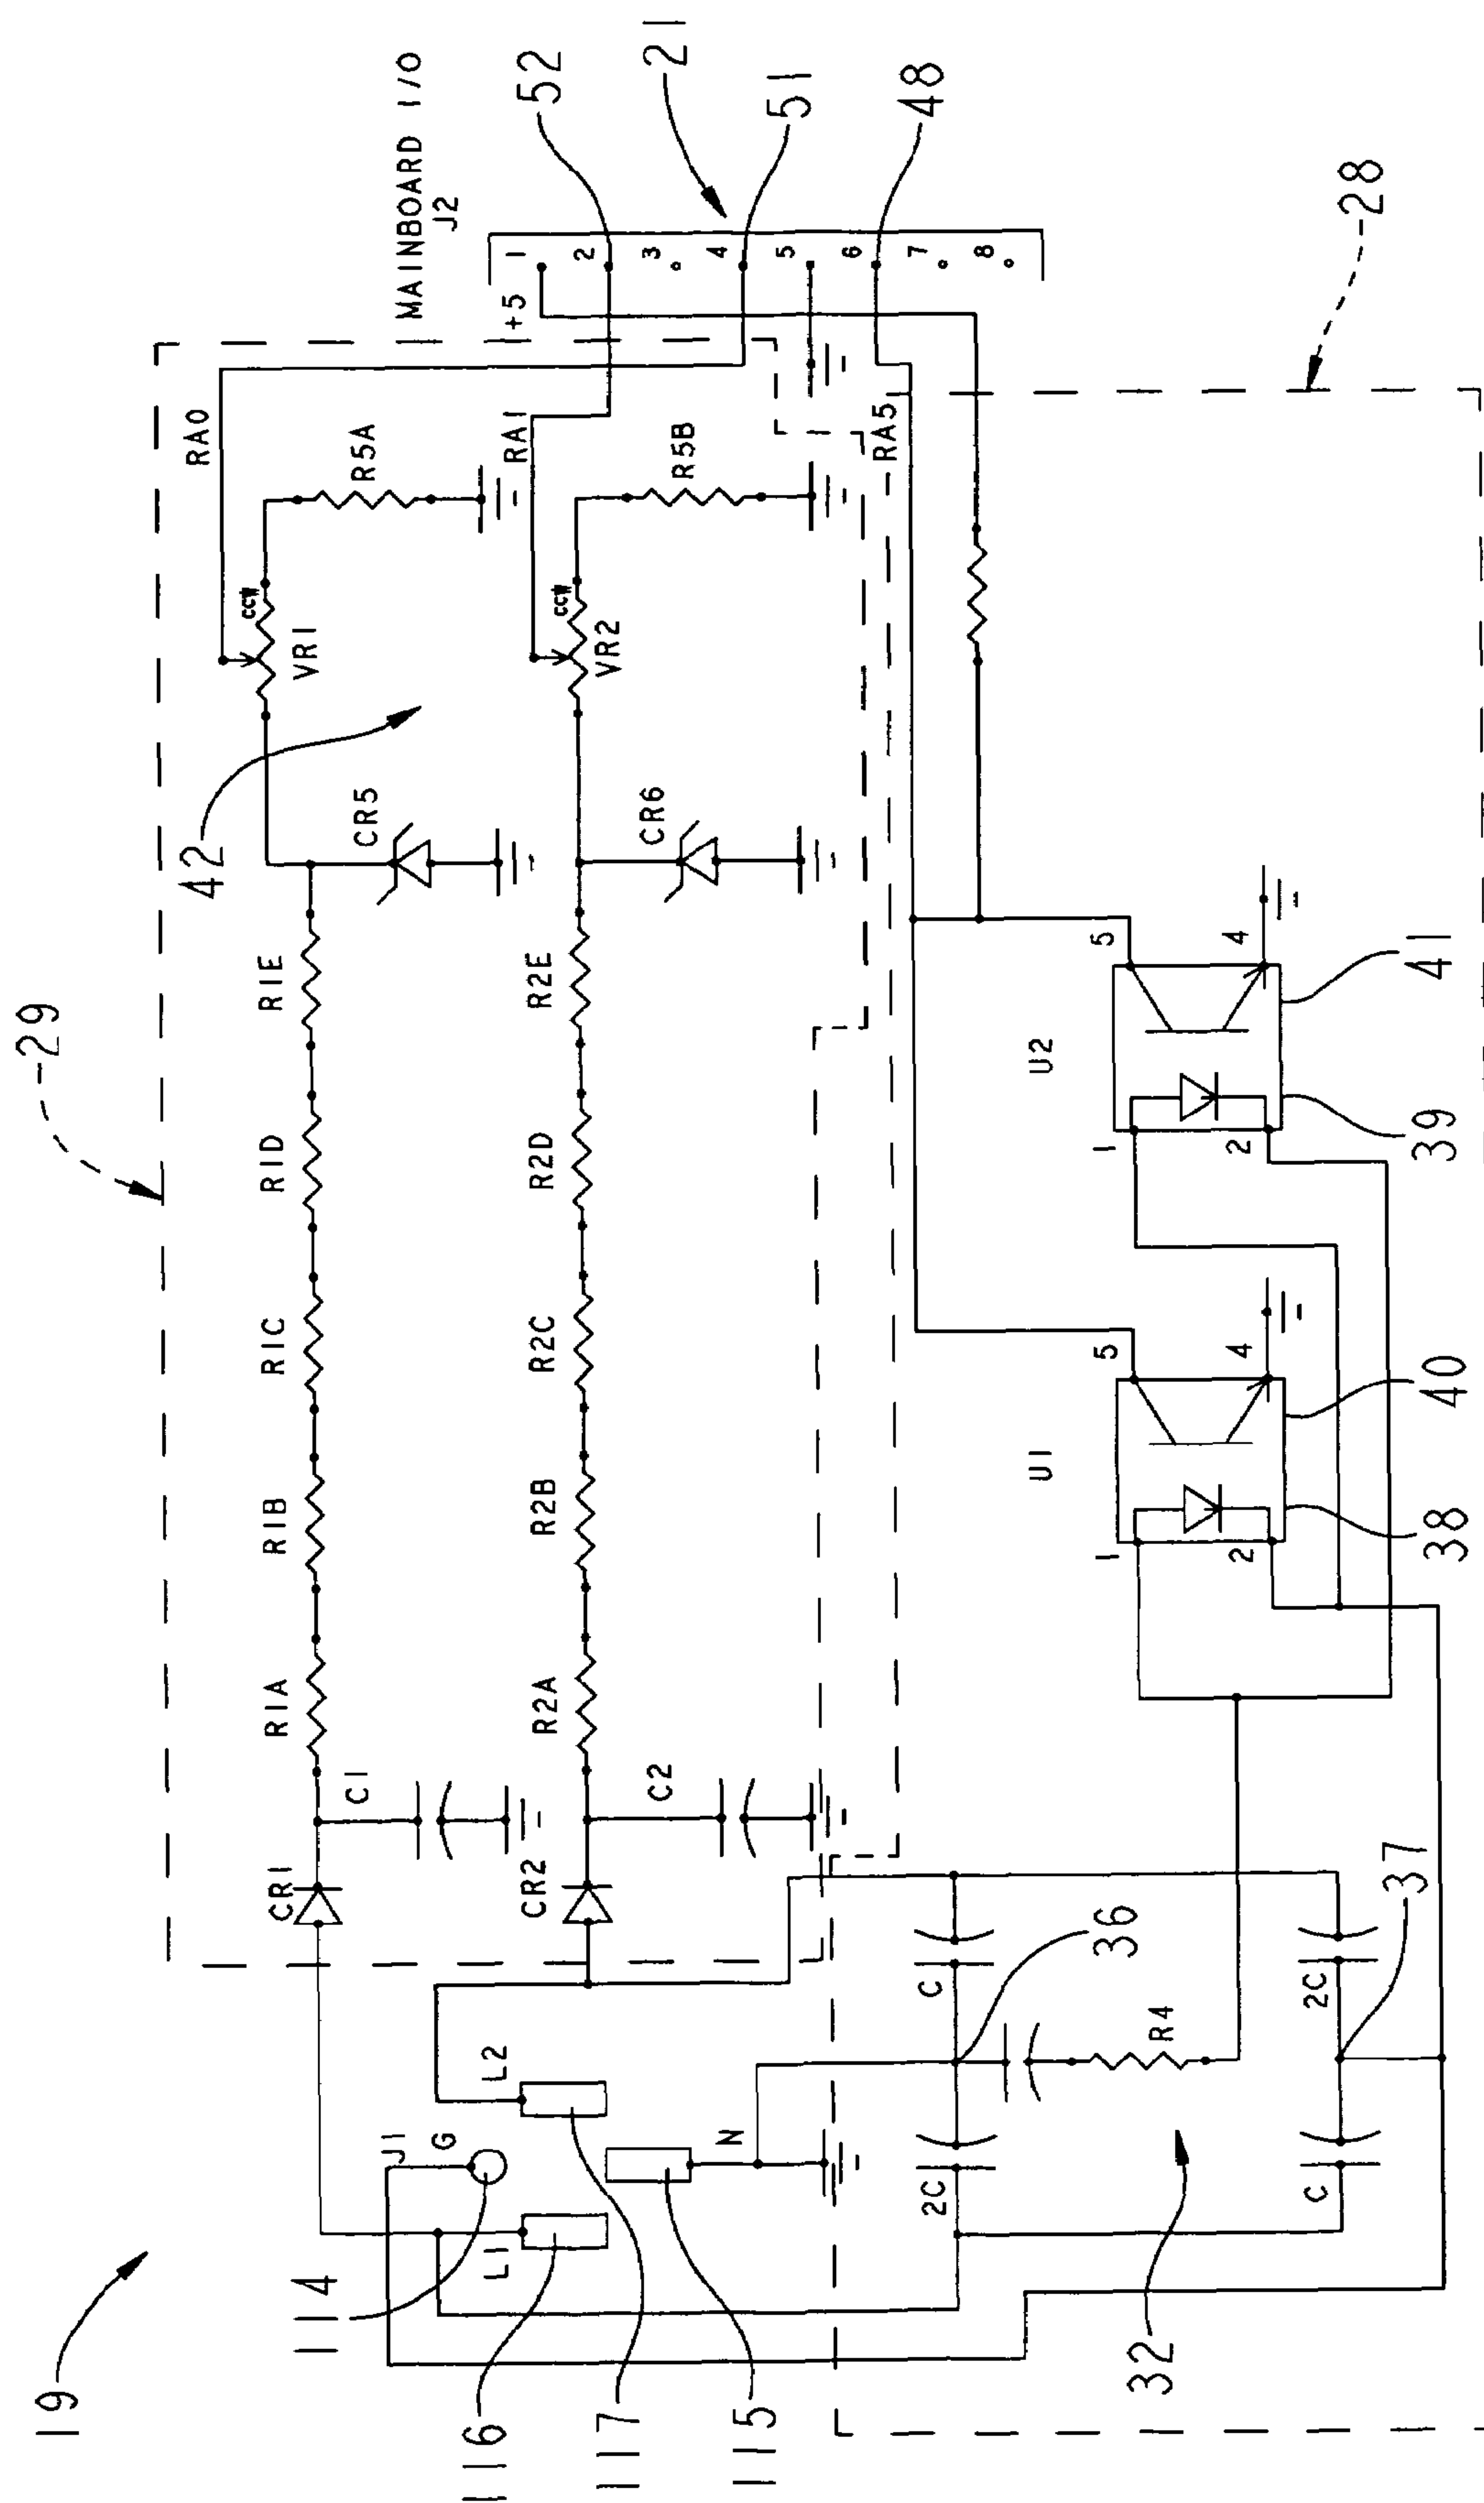 19
29
42
MAINBOARD I/O
J2
52
21
51
48
28
RA0
+5
1
2
3
4
5
6
7
8
R5A
RA1
R5B
RA5
CCW
VR1
CCW
VR2
CR5
CR6
CR1
C1
R1A
R1B
R1C
R1D
R1E
CR2
C2
R2A
R2B
R2C
R2D
R2E
J1
G
L1
L2
N
114
116
117
115
C
2C
2C
C
36
37
R4
32
U1
1
2
5
4
38
40
U2
1
2
5
4
39
41